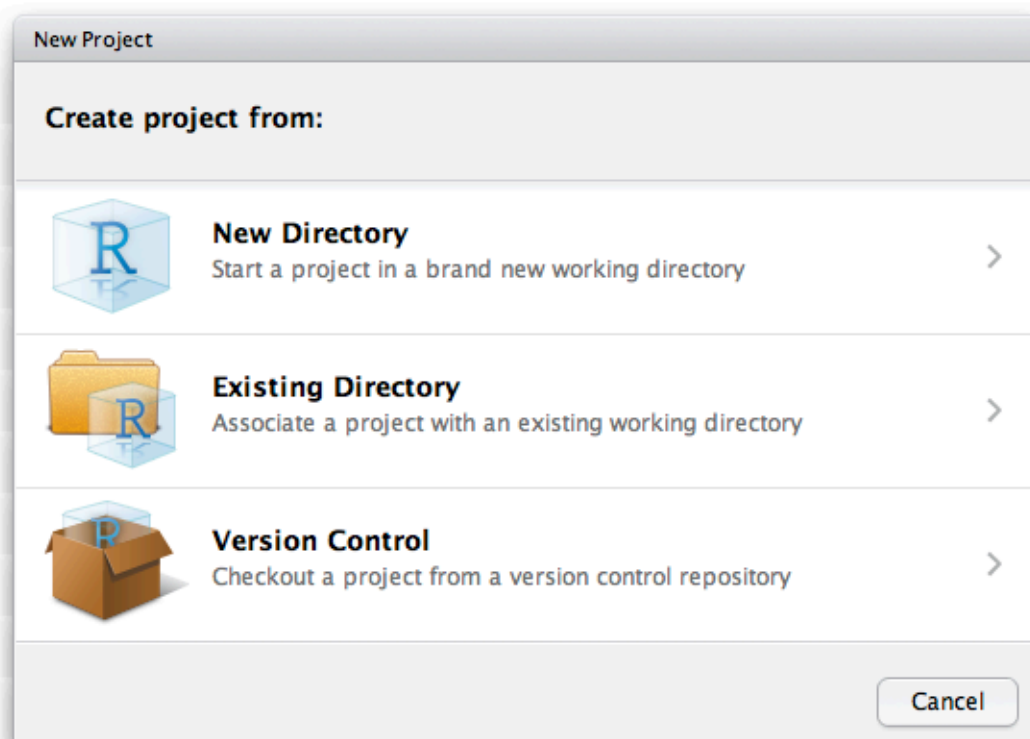 New Project
Create project from:
R
New Directory
Start a project in a brand new working directory
R
Existing Directory
Associate a project with an existing working directory
R
Version Control
Checkout a project from a version control repository
Cancel